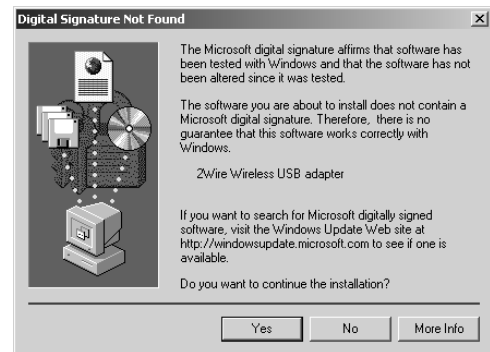 Digital Signature Not Found
The Microsoft digital signature affirms that software has
been tested with Windows and that the software has not
been altered since it was tested.
The software you are about to install does not contain a
Microsoft digital signature. Therefore, there is no
guarantee that this software works correctly with
Windows.
2Wire Wireless USB adapter
If you want to search for Microsoft digitally signed
software, visit the Windows Update Web site at
http://windowsupdate.microsoft.com to see if one is
available.
Do you want to continue the installation?
Yes No More Info